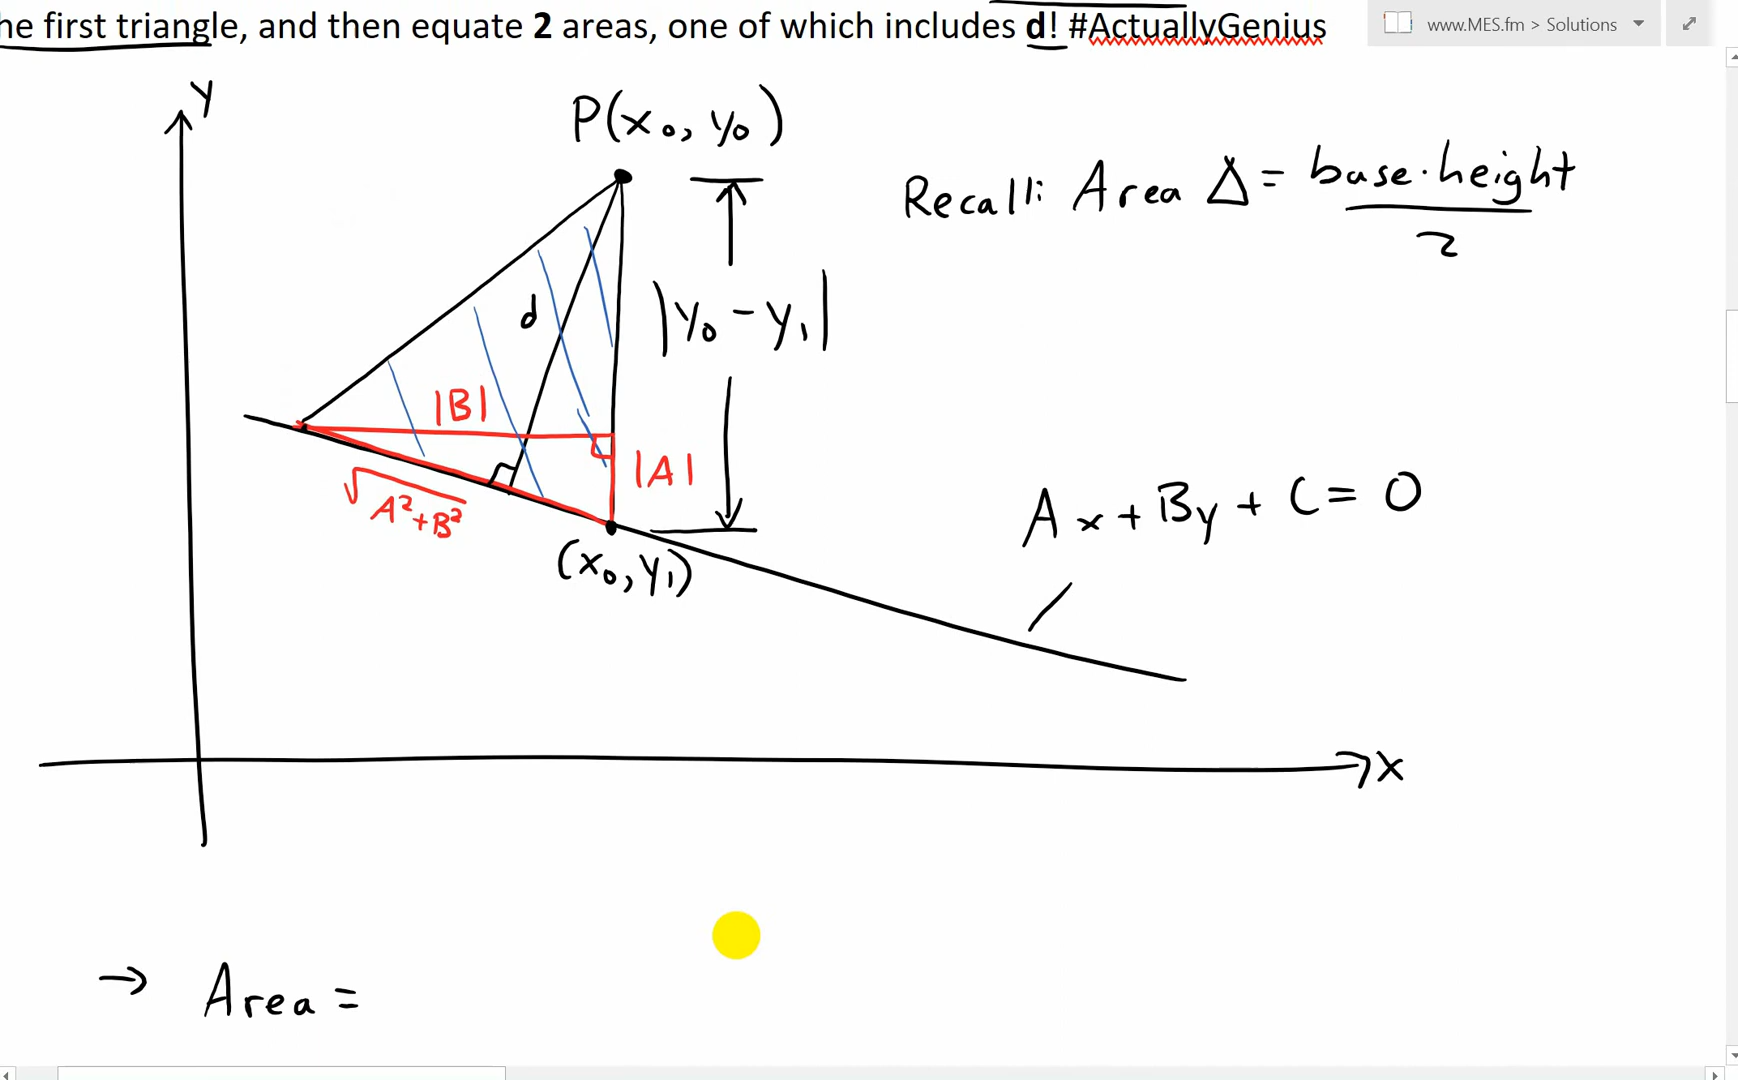 he first triangle, and then equate 2 areas, one of which includes d! #ActuallyGenius
www.MES.fm > Solutions
y
P(x₀, y₀)
Recall: Area Δ = base·height / 2
d
|y₀ - y₁|
|B|
|A|
√A²+B²
Ax + By + C = 0
(x₀, y₁)
x
→ Area =